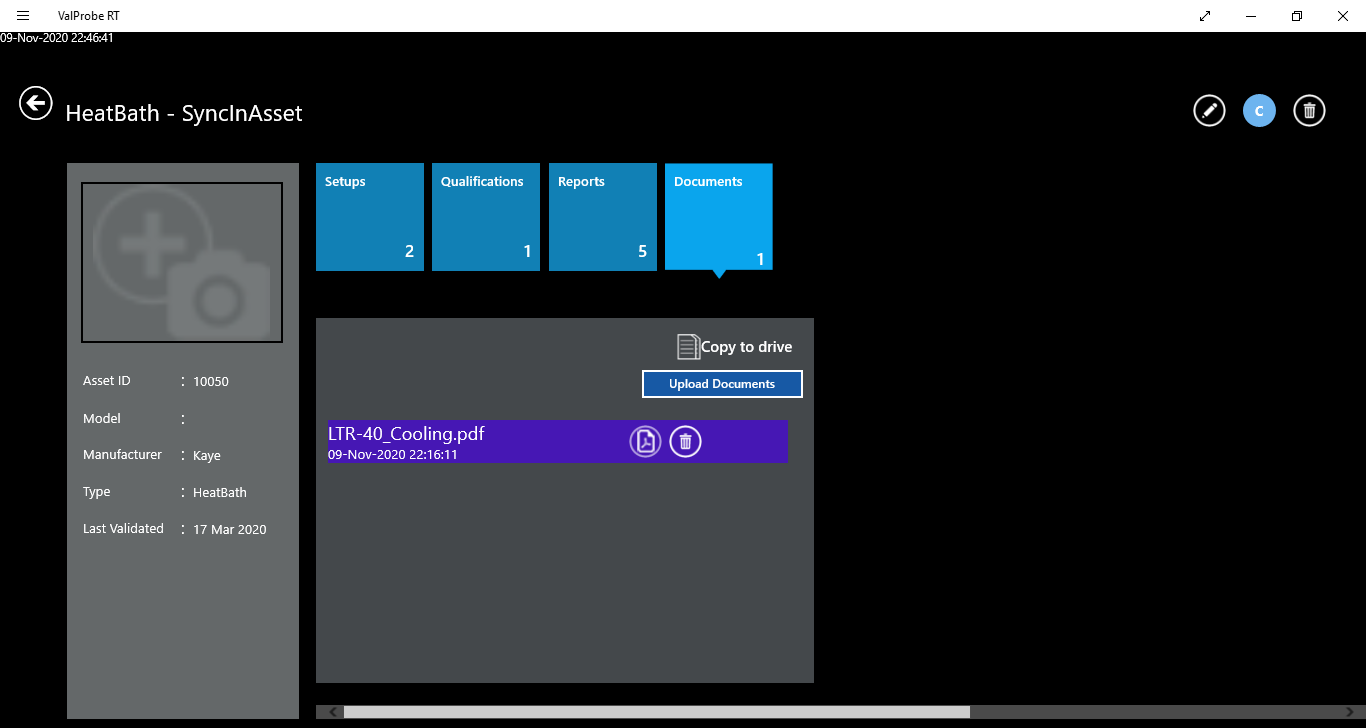 ValProbe RT
09-Nov-2020 22:46:41
HeatBath - SyncInAsset
C
Setups
2
Qualifications
1
Reports
5
Documents
1
Asset ID : 10050
Model :
Manufacturer : Kaye
Type : HeatBath
Last Validated : 17 Mar 2020
Copy to drive
Upload Documents
LTR-40_Cooling.pdf
09-Nov-2020 22:16:11